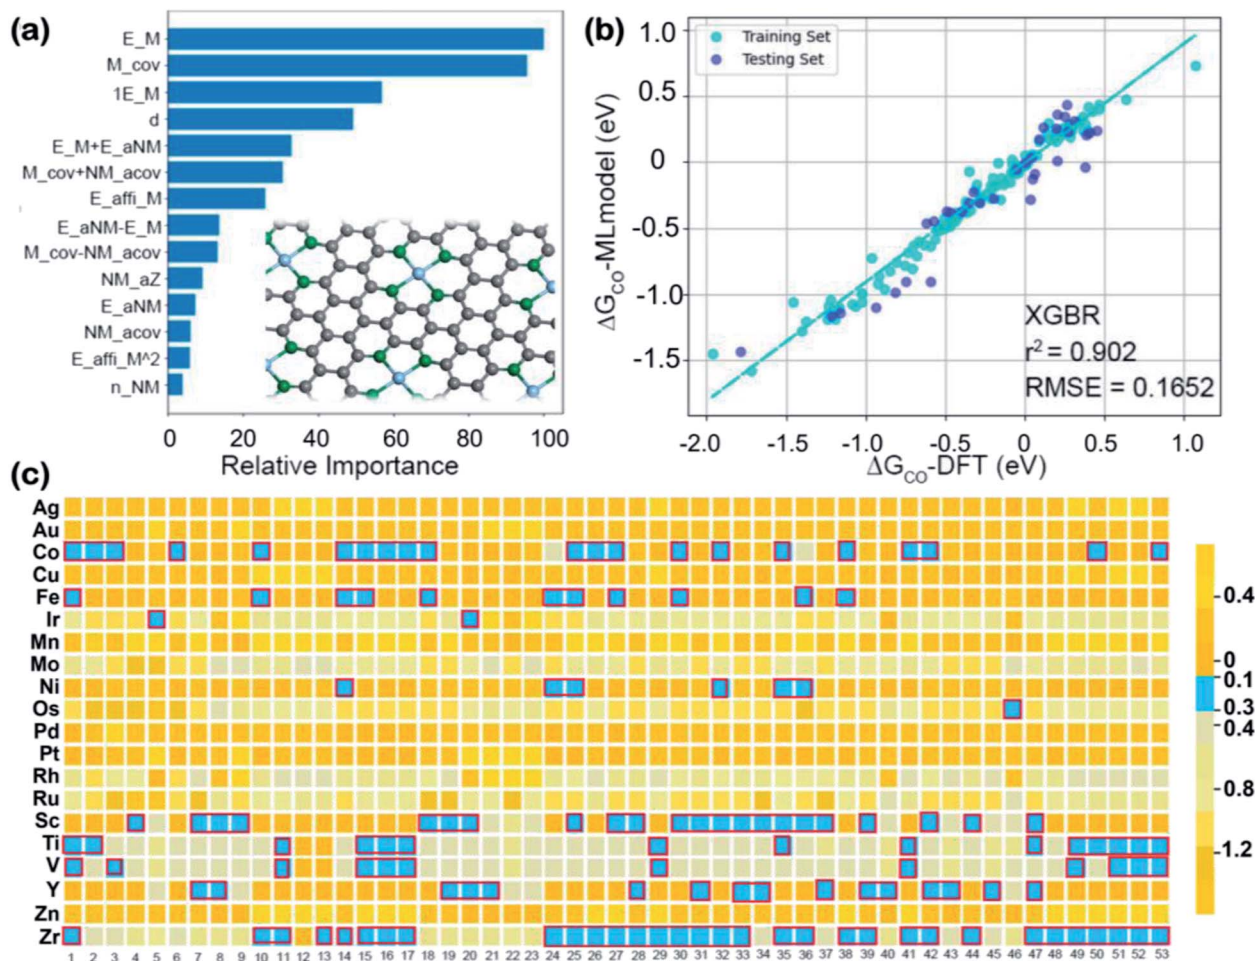 (a)
E_M
M_cov
1E_M
d
E_M+E_aNM
M_cov+NM_acov
E_affi_M
E_aNM-E_M
M_cov-NM_acov
NM_aZ
E_aNM
NM_acov
E_affi_M^2
n_NM
0 20 40 60 80 100
Relative Importance
(b)
Training Set
Testing Set
1.0
0.5
0
-0.5
-1.0
-1.5
ΔG_CO-MLmodel (eV)
XGBR
r² = 0.902
RMSE = 0.1652
-2.0 -1.5 -1.0 -0.5 0 0.5 1.0
ΔG_CO-DFT (eV)
(c)
Ag
Au
Co
Cu
Fe
Ir
Mn
Mo
Ni
Os
Pd
Pt
Rh
Ru
Sc
Ti
V
Y
Zn
Zr
1 2 3 4 5 6 7 8 9 10 11 12 13 14 15 16 17 18 19 20 21 22 23 24 25 26 27 28 29 30 31 32 33 34 35 36 37 38 39 40 41 42 43 44 45 46 47 48 49 50 51 52 53
0.4
0
0.1
0.3
0.4
0.8
1.2